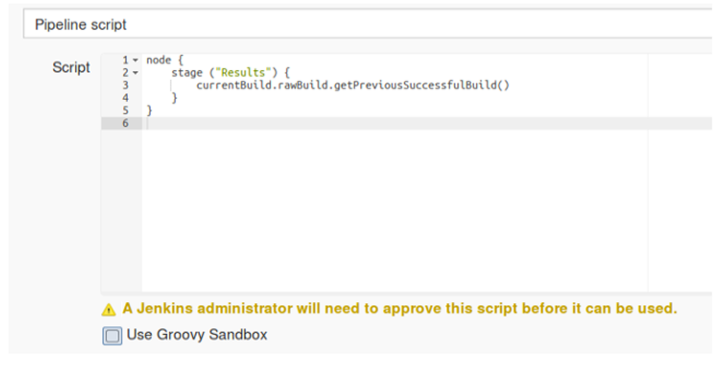 Pipeline script
Script
1 node {
2 stage ("Results") {
3 currentBuild.rawBuild.getPreviousSuccessfulBuild()
4 }
5 }
6
A Jenkins administrator will need to approve this script before it can be used.
Use Groovy Sandbox